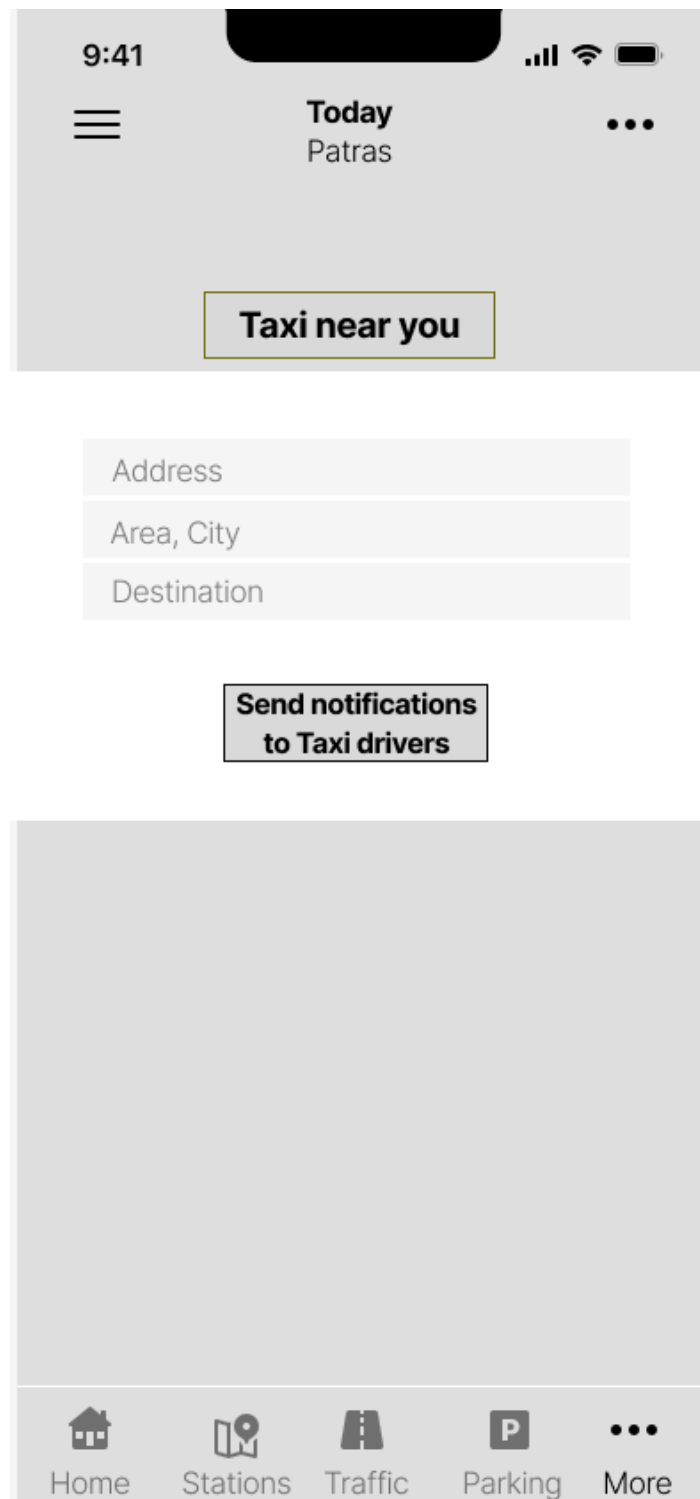 9:41
Today
Patras
Taxi near you
Address
Area, City
Destination
Send notifications
to Taxi drivers
P
Home Stations Traffic Parking More